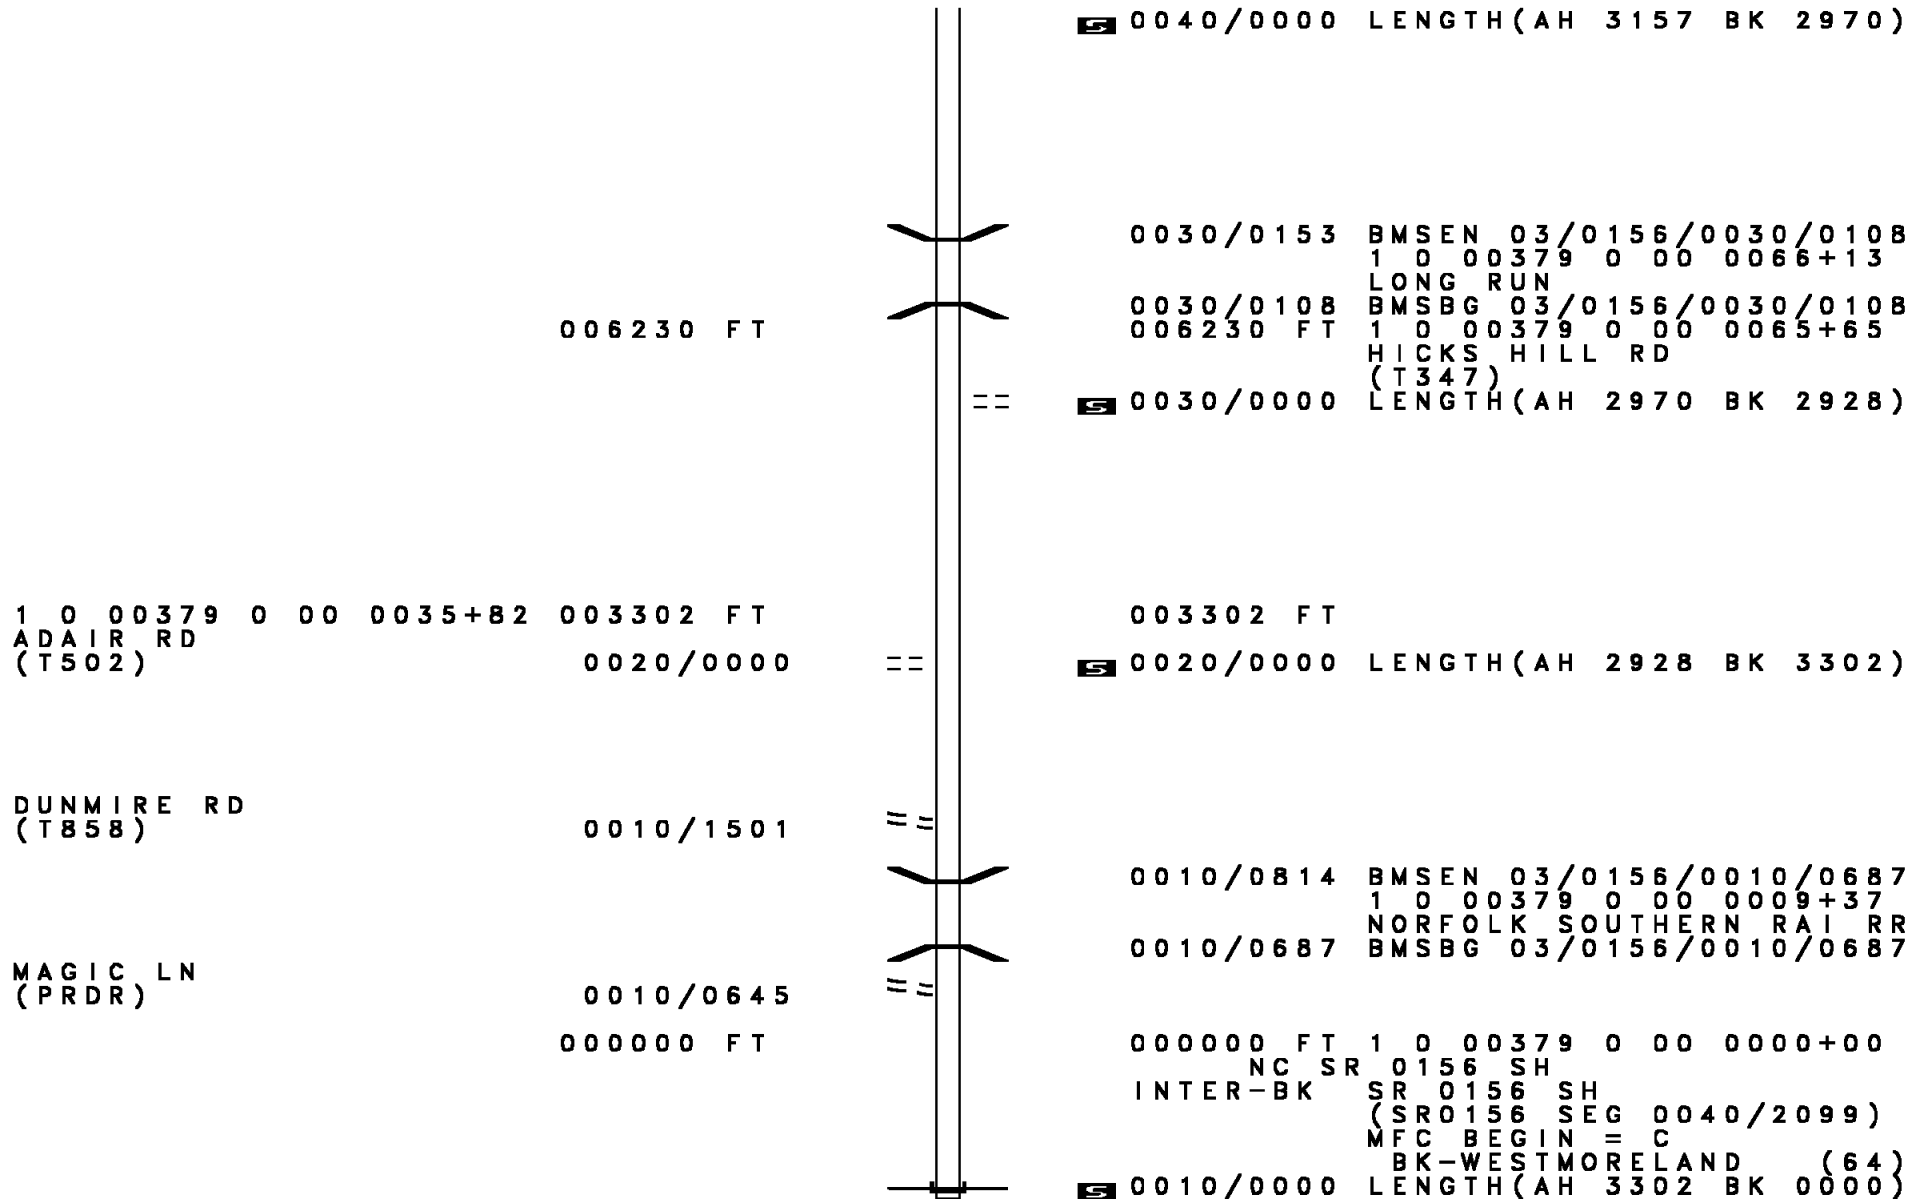 S 0040/0000 LENGTH(AH 3157 BK 2970)
0030/0153 BMSEN 03/0156/0030/0108
1 0 00379 0 00 0066+13
LONG RUN
0030/0108 BMSBG 03/0156/0030/0108
006230 FT 006230 FT 1 0 00379 0 00 0065+65
HICKS HILL RD
(T347)
S 0030/0000 LENGTH(AH 2970 BK 2928)
1 0 00379 0 00 0035+82 003302 FT 003302 FT
ADAIR RD
(T502) 0020/0000 S 0020/0000 LENGTH(AH 2928 BK 3302)
DUNMIRE RD
(T858) 0010/1501
0010/0814 BMSEN 03/0156/0010/0687
1 0 00379 0 00 0009+37
NORFOLK SOUTHERN RAI RR
0010/0687 BMSBG 03/0156/0010/0687
MAGIC LN
(PRDR) 0010/0645
000000 FT 000000 FT 1 0 00379 0 00 0000+00
NC SR 0156 SH
INTER-BK SR 0156 SH
(SR0156 SEG 0040/2099)
MFC BEGIN = C
BK-WESTMORELAND (64)
S 0010/0000 LENGTH(AH 3302 BK 0000)